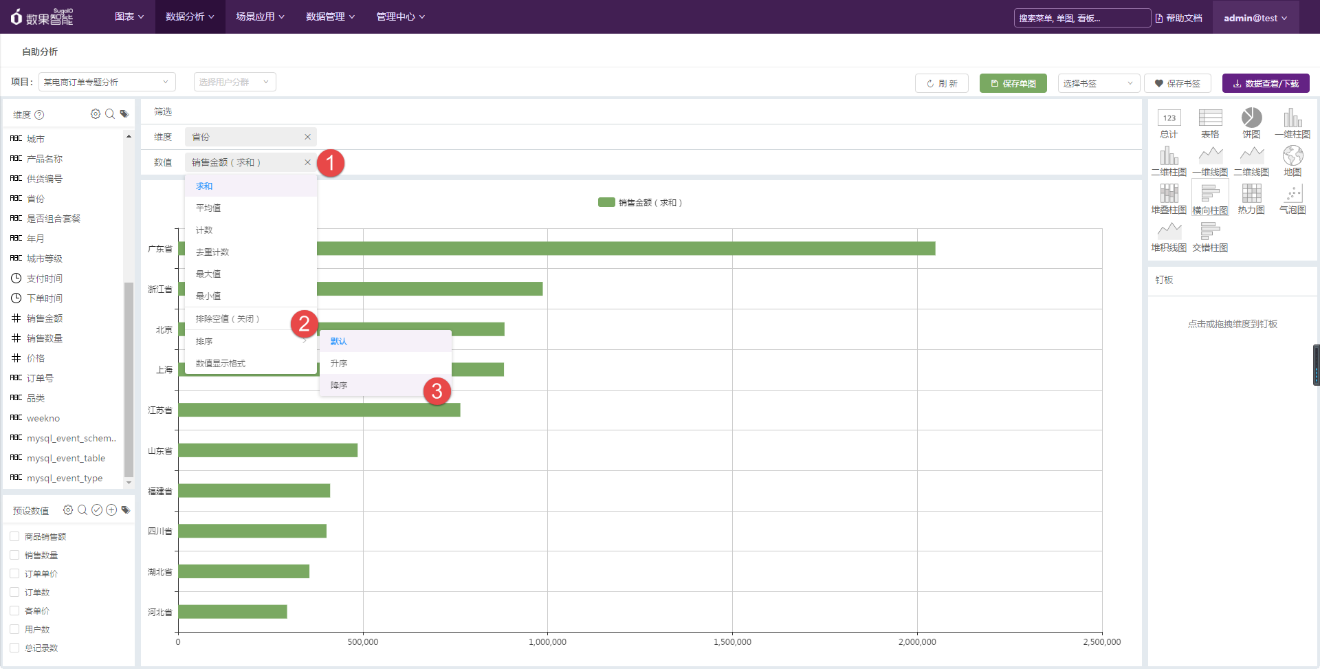 数果智能 SugoIO
图表 数据分析 场景应用 数据管理 管理中心
搜索菜单, 单图, 看板... 帮助文档 admin@test
自助分析
项目: 某电商订单专题分析 选择用户分群 刷新 保存单图 选择书签 保存书签 数据查看/下载
维度
ABC 城市
ABC 产品名称
ABC 供货编号
ABC 省份
ABC 是否组合套餐
ABC 年月
ABC 城市等级
支付时间
下单时间
# 销售金额
# 销售数量
# 价格
ABC 订单号
ABC 品类
ABC weekno
ABC mysql_event_schem...
ABC mysql_event_table
ABC mysql_event_type
预设数值
商品销售额
销售数量
订单单价
订单数
客单价
用户数
总记录数
筛选
维度 省份 ×
数值 销售金额(求和) × 1
求和
平均值
计数
去重计数
最大值
最小值
排除空值(关闭) 2
排序
数值显示格式
默认
升序
降序 3
销售金额(求和)
广东省
浙江省
北京
上海
江苏省
山东省
福建省
四川省
湖北省
河北省
0 500,000 1,000,000 1,500,000 2,000,000 2,500,000
123
总计 表格 饼图 一维柱图
二维柱图 一维线图 二维线图 地图
堆叠柱图 横向柱图 热力图 气泡图
堆积线图 交错柱图
钉板
点击或拖拽维度到钉板